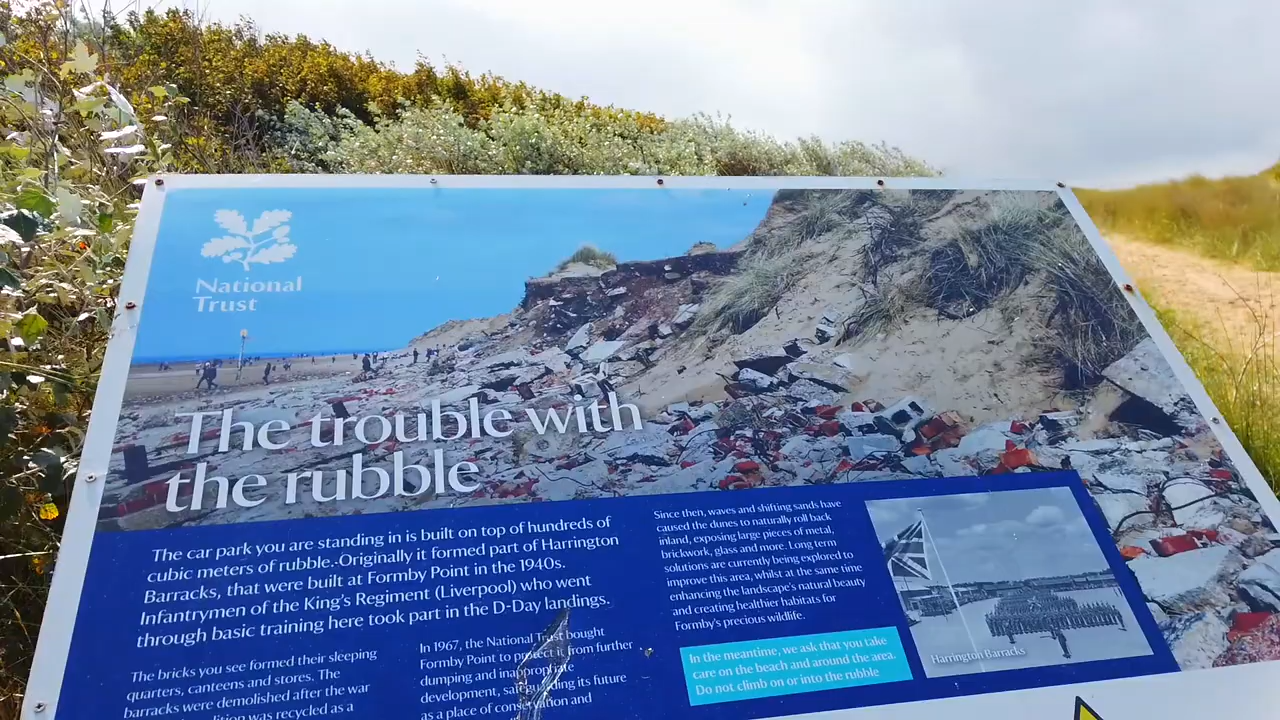 National
Trust
The trouble with
the rubble
The car park you are standing in is built on top of hundreds of
cubic meters of rubble. Originally it formed part of Harrington
Barracks, that were built at Formby Point in the 1940s.
Infantrymen of the King's Regiment (Liverpool) who went
through basic training here took part in the D-Day landings.
The bricks you see formed their sleeping
quarters, canteens and stores. The
barracks were demolished after the war
was recycled as a
In 1967, the National Trust bought
Formby Point to protect it from further
dumping and inappropriate
development, its future
as a place of conservation and
Since then, waves and shifting sands have
caused the dunes to naturally roll back
inland, exposing large pieces of metal,
brickwork, glass and more. Long term
solutions are currently being explored to
improve this area, whilst at the same time
enhancing the landscape's natural beauty
and creating healthier habitats for
Formby's precious wildlife.
In the meantime, we ask that you take
care on the beach and around the area.
Do not climb on or into the rubble
Harrington Barracks